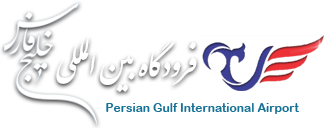 فرودگاه بین المللی خلیج فارس
Persian Gulf International Airport